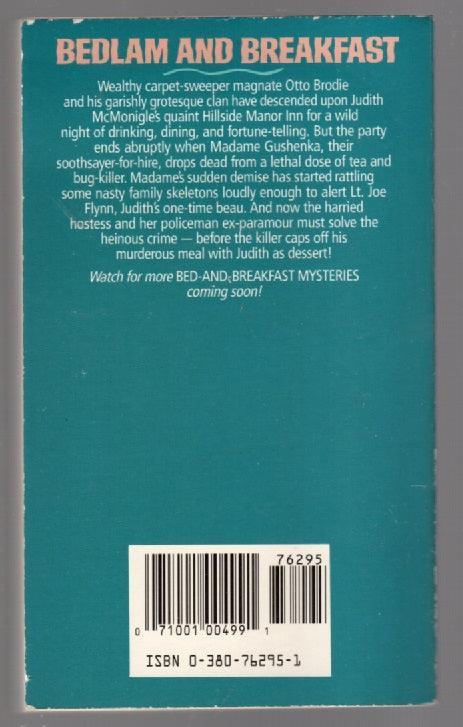 BEDLAM AND BREAKFAST
Wealthy carpet-sweeper magnate Otto Brodie
and his garishly grotesque clan have descended upon Judith
McMonigle's quaint Hillside Manor Inn for a wild
night of drinking, dining, and fortune-telling. But the party
ends abruptly when Madame Gushenka, their
soothsayer-for-hire, drops dead from a lethal dose of tea and
bug-killer. Madame's sudden demise has started rattling
some nasty family skeletons loudly enough to alert Lt. Joe
Flynn, Judith's one-time beau. And now the harried
hostess and her policeman ex-paramour must solve the
heinous crime — before the killer caps off his
murderous meal with Judith as dessert!
Watch for more BED-AND-BREAKFAST MYSTERIES
coming soon!
76295
0 71001 00499 1
ISBN 0-380-76295-1